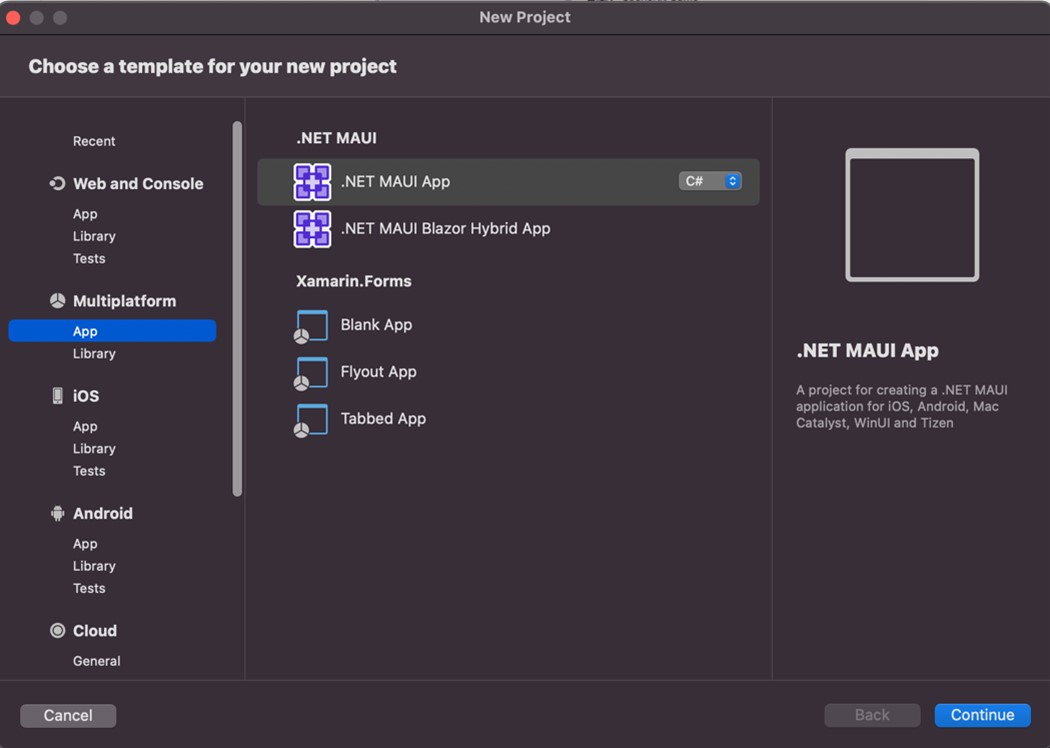 New Project
Choose a template for your new project
Recent
Web and Console
App
Library
Tests
Multiplatform
App
Library
iOS
App
Library
Tests
Android
App
Library
Tests
Cloud
General
.NET MAUI
.NET MAUI App
C#
.NET MAUI Blazor Hybrid App
Xamarin.Forms
Blank App
Flyout App
Tabbed App
.NET MAUI App
A project for creating a .NET MAUI
application for iOS, Android, Mac
Catalyst, WinUI and Tizen
Cancel
Back
Continue